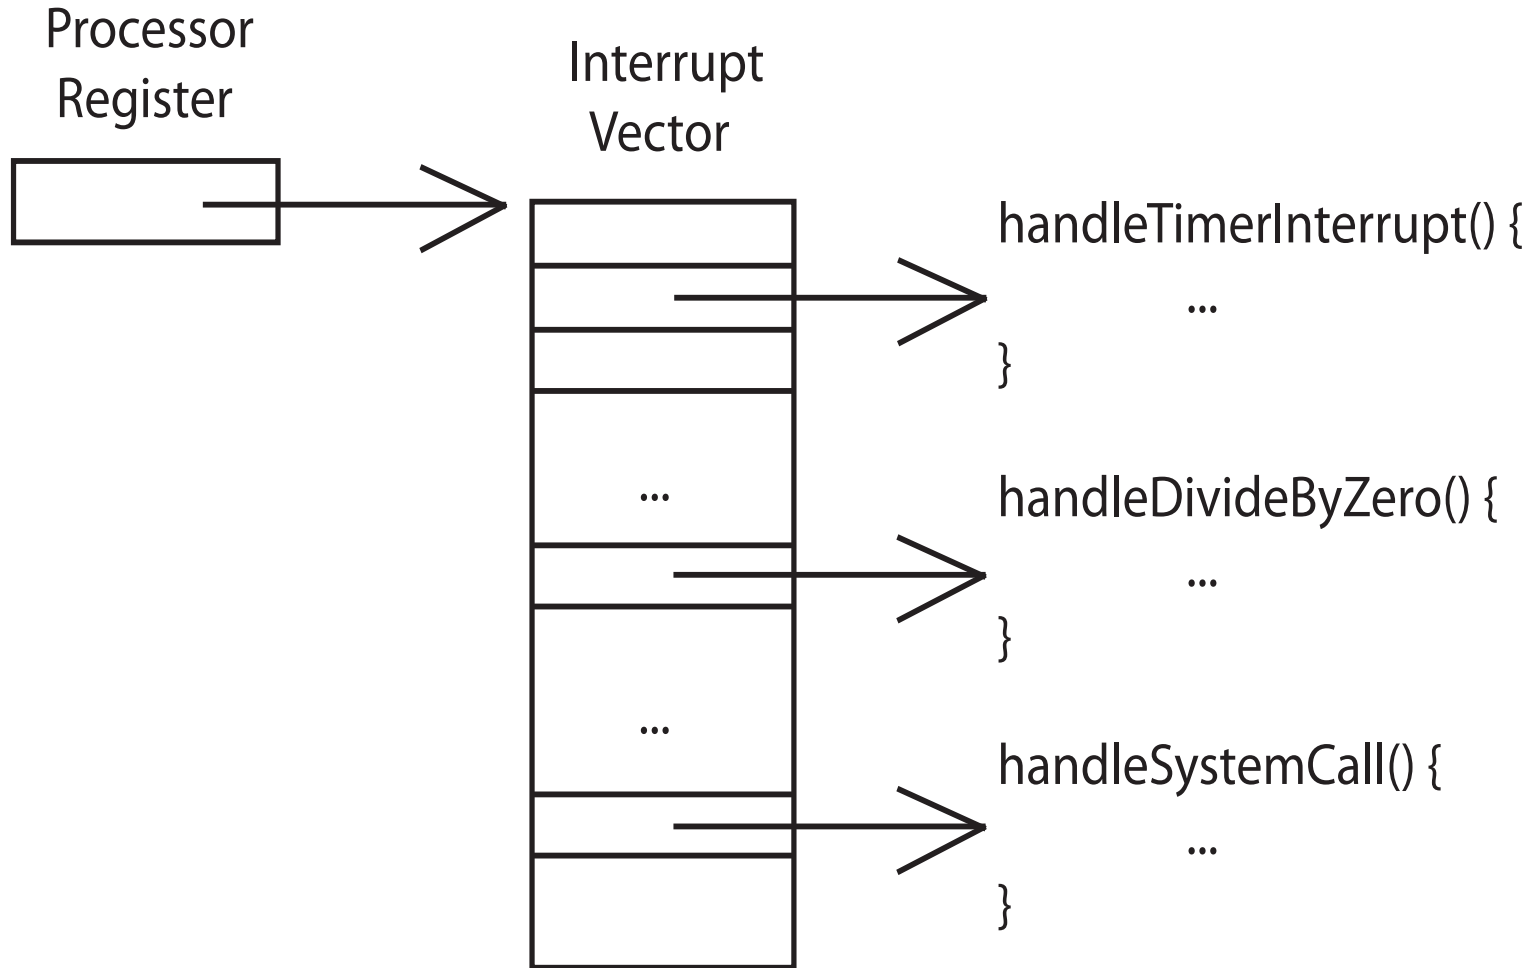 Processor
Register
Interrupt
Vector
handleTimerInterrupt() {
...
}
...
handleDivideByZero() {
...
}
...
handleSystemCall() {
...
}